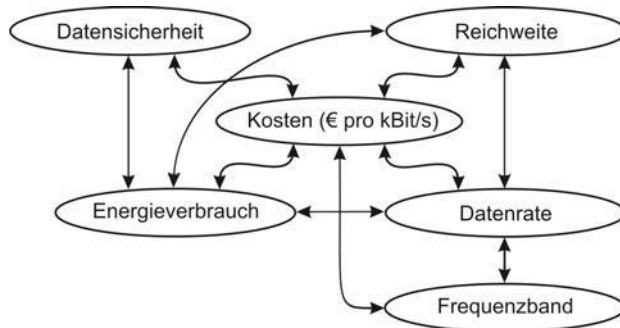 Datensicherheit
Reichweite
Kosten (€ pro kBit/s)
Energieverbrauch
Datenrate
Frequenzband